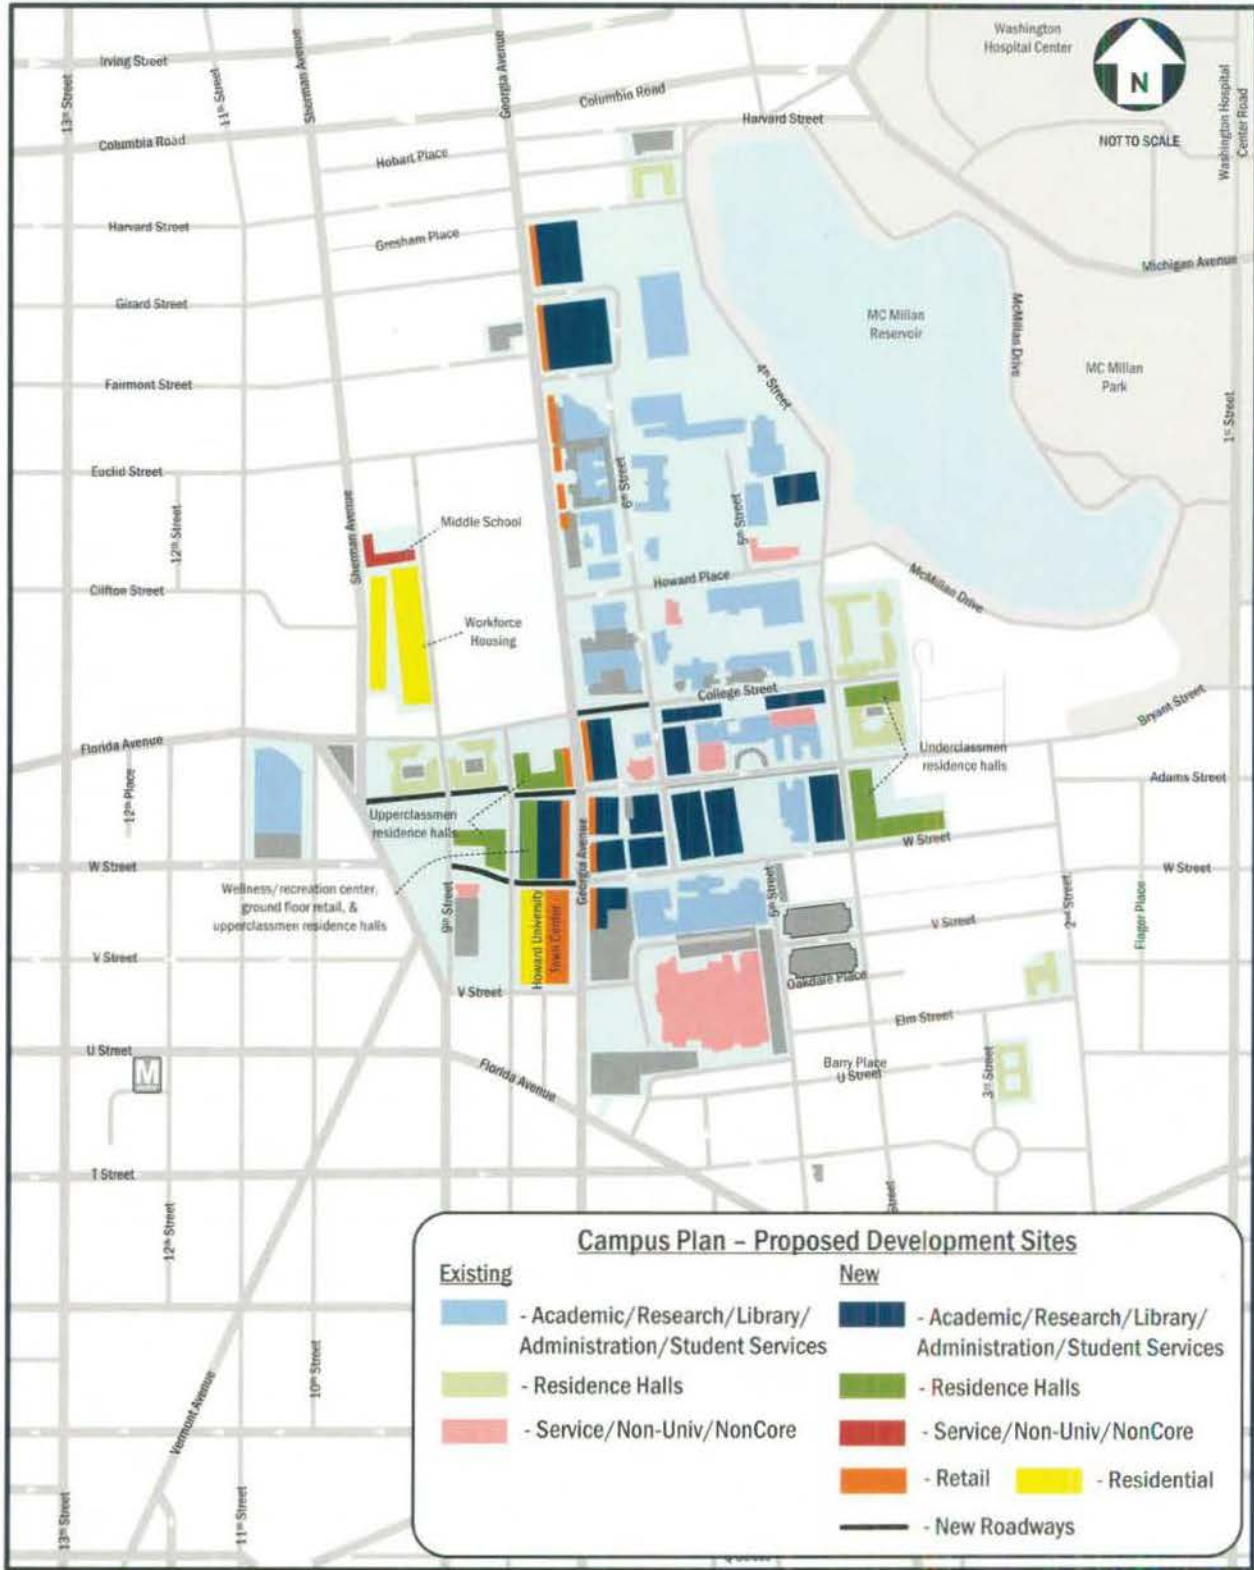 Washington
Hospital Center
N
NOT TO SCALE
Washington Hospital
Center Road
Irving Street
13th Street
11th Street
Sherman Avenue
Georgia Avenue
Columbia Road
Harvard Street
Columbia Road
Hobart Place
Harvard Street
Gresham Place
Michigan Avenue
Girard Street
MC Millan
Reservoir
McMillan Drive
MC Millan
Park
Fairmont Street
4th Street
1st Street
Euclid Street
6th Street
12th Street
Sherman Avenue
Middle School
5th Street
Howard Place
McMillan Drive
Clifton Street
Workforce
Housing
College Street
Bryant Street
Florida Avenue
12th Place
Underclassmen
residence halls
Adams Street
Upperclassmen
residence halls
Georgia Avenue
W Street
W Street
W Street
Wellness/recreation center,
ground floor retail, &
upperclassmen residence halls
9th Street
Howard University
Town Center
5th Street
V Street
2nd Street
Flager Place
V Street
V Street
Oakdale Place
Elm Street
U Street
M
Florida Avenue
Barry Place
U Street
3rd Street
T Street
12th Street
Street
10th Street
Vermont Avenue
13th Street
11th Street
Campus Plan – Proposed Development Sites
Existing
New
- Academic/Research/Library/
Administration/Student Services
- Academic/Research/Library/
Administration/Student Services
- Residence Halls
- Residence Halls
- Service/Non-Univ/NonCore
- Service/Non-Univ/NonCore
- Retail
- Residential
- New Roadways